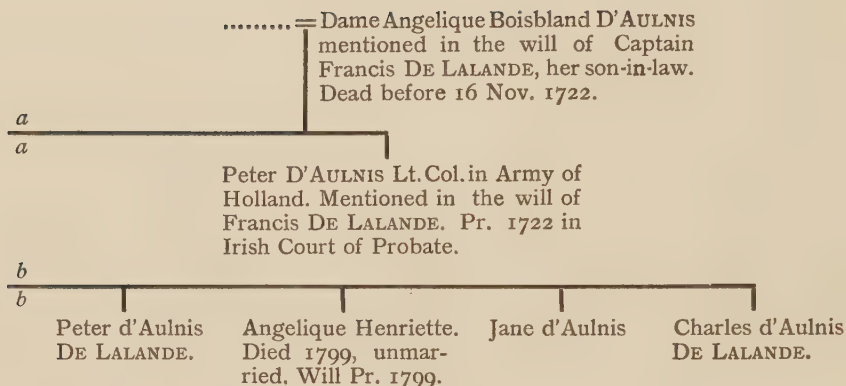 ......... = Dame Angelique Boisbland D'AULNIS
mentioned in the will of Captain
Francis DE LALANDE, her son-in-law.
Dead before 16 Nov. 1722.
a
a
Peter D'AULNIS Lt. Col. in Army of
Holland. Mentioned in the will of
Francis DE LALANDE. Pr. 1722 in
Irish Court of Probate.
b
b
Peter d'Aulnis
DE LALANDE.
Angelique Henriette.
Died 1799, unmar-
ried. Will Pr. 1799.
Jane d'Aulnis
Charles d'Aulnis
DE LALANDE.